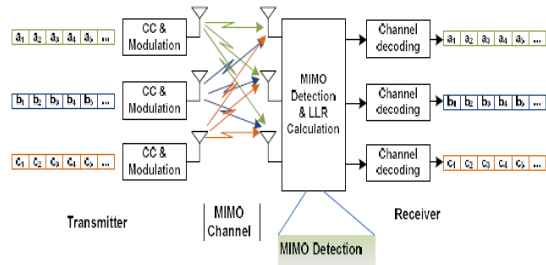 a₁ a₂ a₃ a₄ a₅ ...
CC &
Modulation
Channel
decoding
a₁ a₂ a₃ a₄ a₅ ...
b₁ b₂ b₃ b₄ b₅ ...
CC &
Modulation
MIMO
Detection
& LLR
Calculation
Channel
decoding
b₁ b₂ b₃ b₄ b₅ ...
c₁ c₂ c₃ c₄ c₅ ...
CC &
Modulation
Channel
decoding
c₁ c₂ c₃ c₄ c₅ ...
Transmitter
MIMO
Channel
Receiver
MIMO Detection